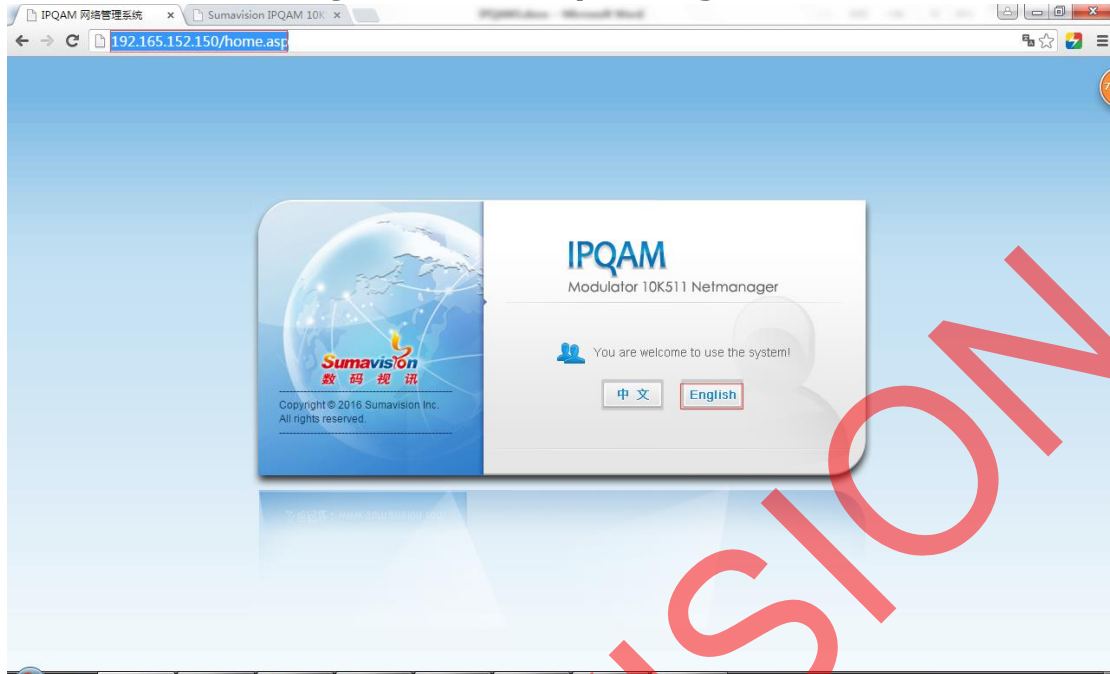 IPQAM 网络管理系统
Sumavision IPQAM 10K
192.165.152.150/home.asp
IPQAM
Modulator 10K511 Netmanager
You are welcome to use the system!
中 文
English
Sumavision
数 码 视 讯
Copyright © 2016 Sumavision Inc.
All rights reserved.
SION